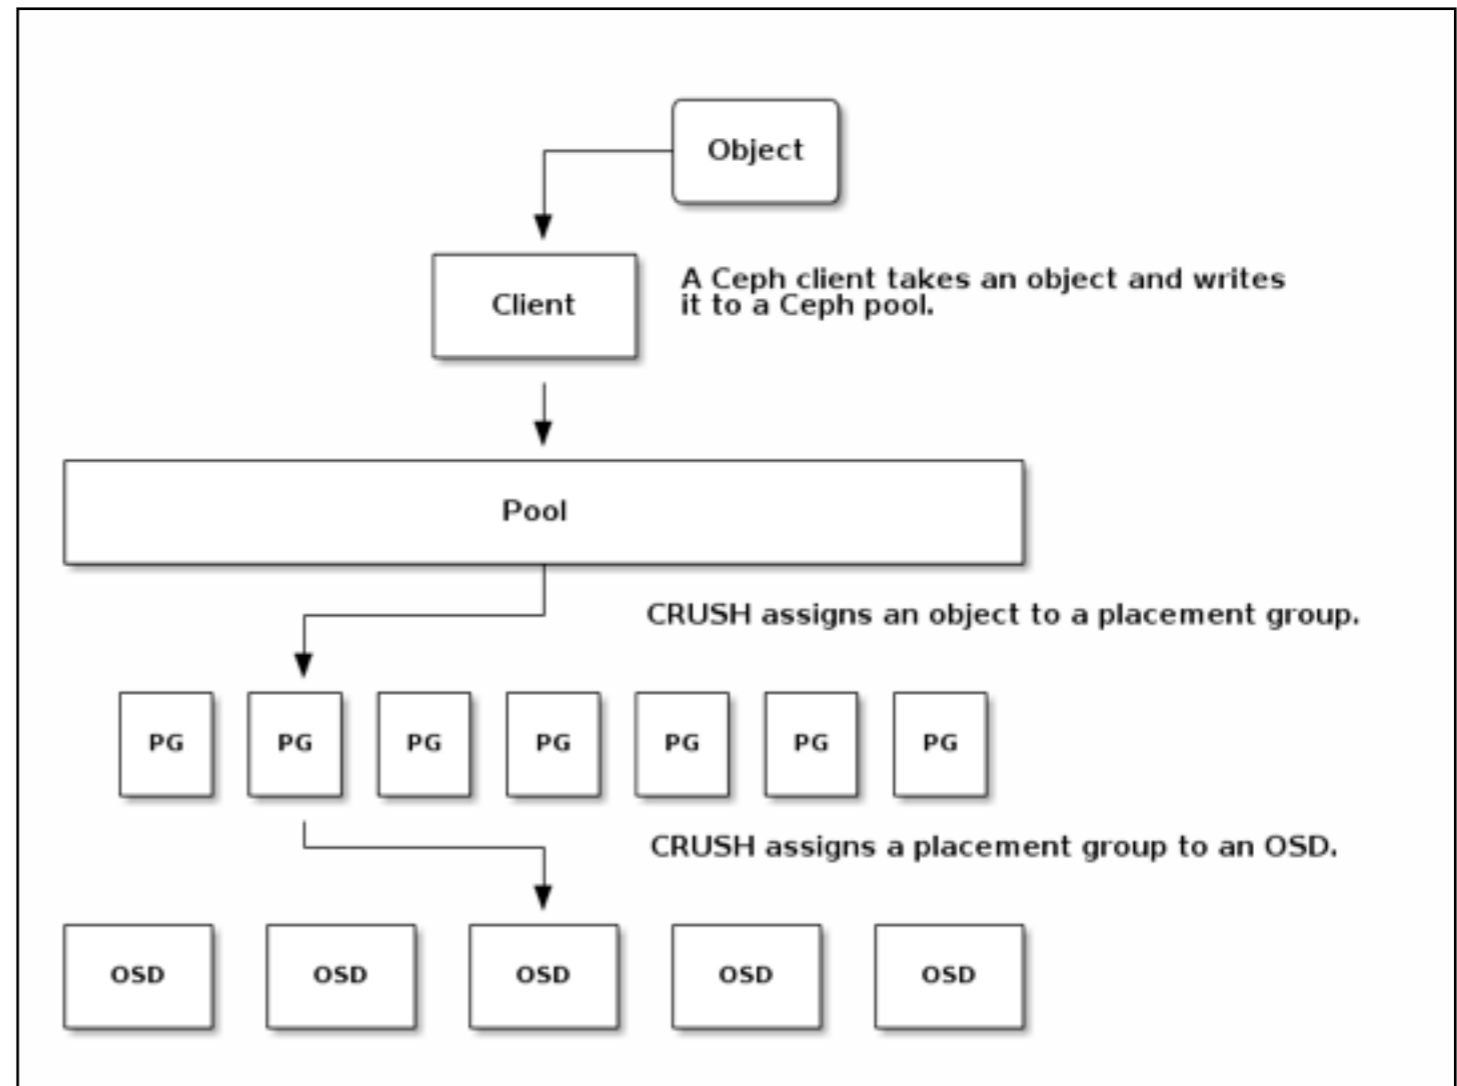 Object
Client
A Ceph client takes an object and writes
it to a Ceph pool.
Pool
CRUSH assigns an object to a placement group.
PG PG PG PG PG PG PG
CRUSH assigns a placement group to an OSD.
OSD OSD OSD OSD OSD